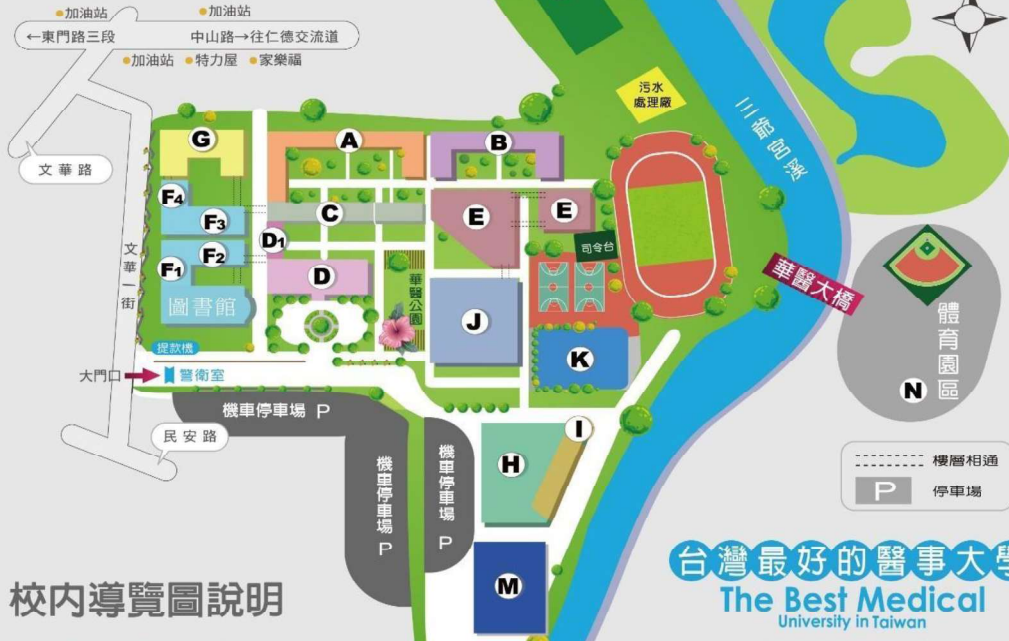 加油站
加油站
←東門路三段
中山路→往仁德交流道
加油站
特力屋
家樂福
文華路
文華一街
污水
處理廠
三爺宮溪
G
A
B
F4
F3
C
E
E
D1
F2
F1
D
司令台
圖書館
華醫公園
J
K
華醫大橋
體育園區
N
提款機
大門口
警衛室
機車停車場 P
民安路
機車停車場 P
機車停車場 P
I
H
M
樓層相通
P
停車場
校內導覽圖說明
台灣最好的醫事大學
The Best Medical
University in Taiwan